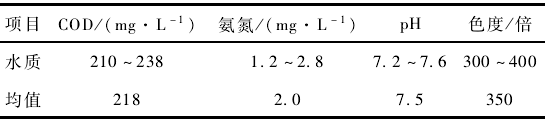 项目 COD/(mg·L⁻¹) 氨氮/(mg·L⁻¹) pH 色度/倍
水质 210~238 1.2~2.8 7.2~7.6 300~400
均值 218 2.0 7.5 350